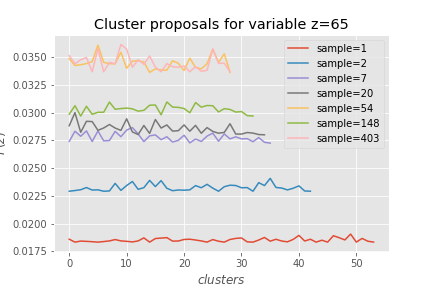 Cluster proposals for variable z=65
sample=1
sample=2
sample=7
sample=20
sample=54
sample=148
sample=403
0.0350
0.0325
0.0300
0.0275
0.0250
0.0225
0.0200
0.0175
0 10 20 30 40 50
clusters